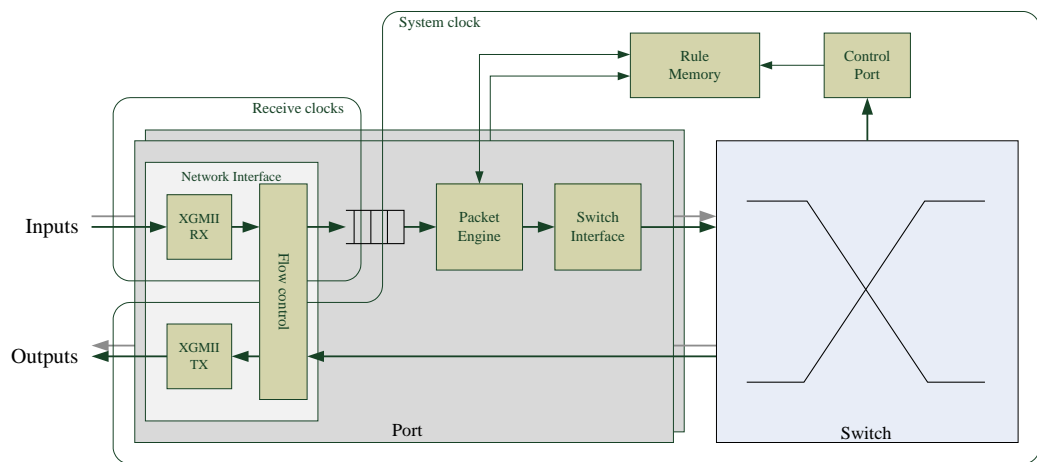 System clock
Rule
Memory
Control
Port
Receive clocks
Network Interface
Inputs
XGMII
RX
Flow control
Packet
Engine
Switch
Interface
Outputs
XGMII
TX
Port
Switch